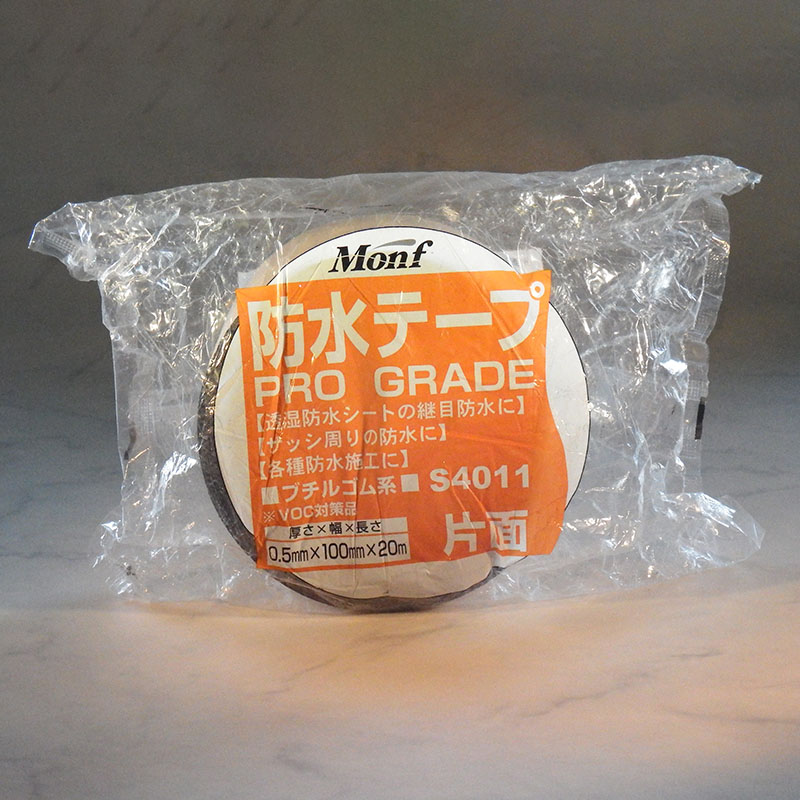 Monf
防水テープ
PRO GRADE
【透湿防水シートの継目防水に】
【サッシ周りの防水に】
【各種防水施工に】
■ブチルゴム系■ S4011
※VOC対策品
厚さ×幅×長さ
0.5mm×100mm×20m
片面